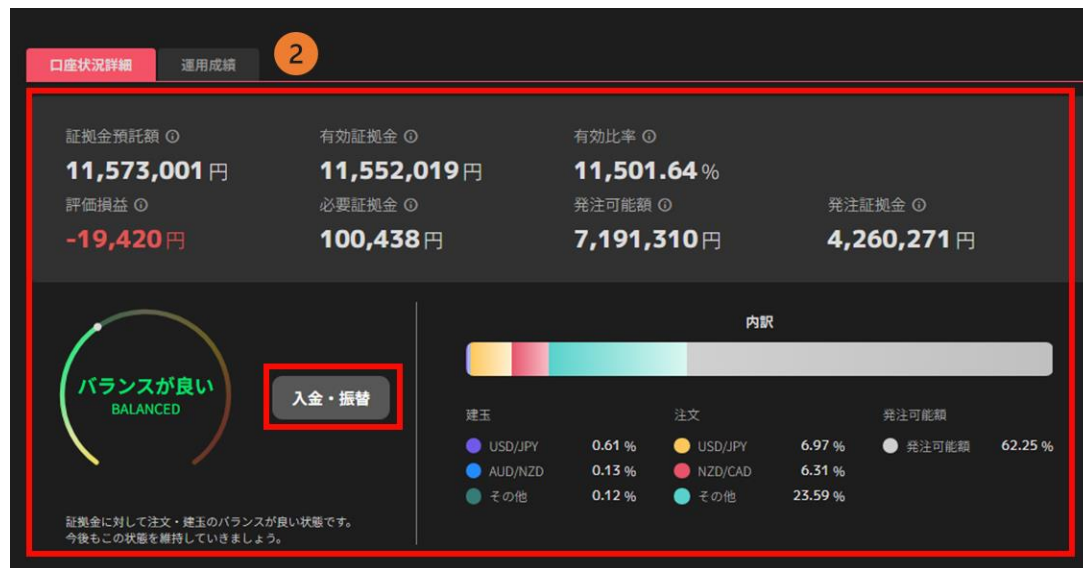 口座状況詳細 運用成績 2
証拠金預託額 有効証拠金 有効比率
11,573,001円 11,552,019円 11,501.64%
評価損益 必要証拠金 発注可能額 発注証拠金
-19,420円 100,438円 7,191,310円 4,260,271円
バランスが良い
BALANCED
入金・振替
証拠金に対して注文・建玉のバランスが良い状態です。
今後もこの状態を維持していきましょう。
内訳
建玉 注文 発注可能額
USD/JPY 0.61% USD/JPY 6.97% 発注可能額 62.25%
AUD/NZD 0.13% NZD/CAD 6.31%
その他 0.12% その他 23.59%